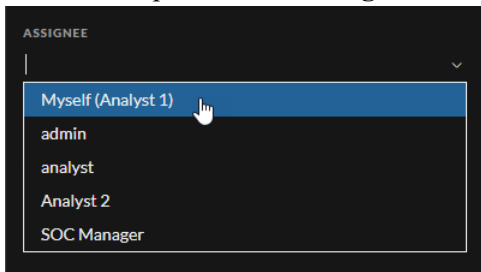 ASSIGNEE
Myself (Analyst 1)
admin
analyst
Analyst 2
SOC Manager